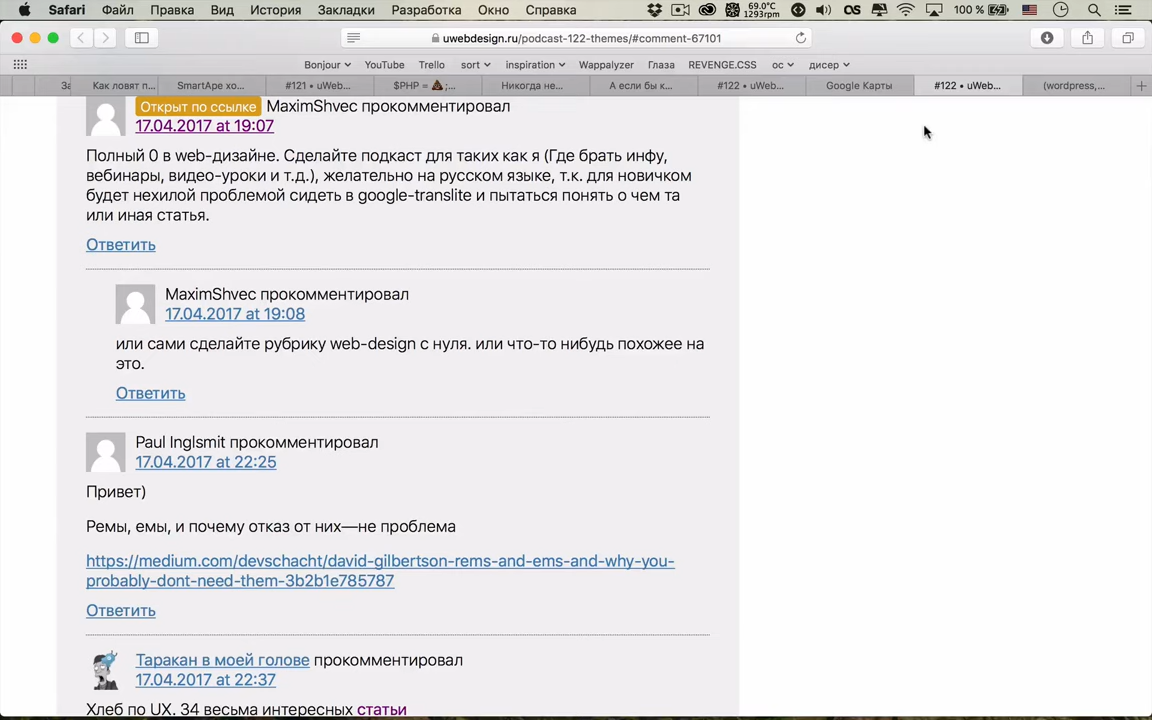 Safari Файл Правка Вид История Закладки Разработка Окно Справка 69.0°C 1293rpm 100 %
uwebdesign.ru/podcast-122-themes/#comment-67101
Bonjour YouTube Trello sort inspiration Wappalyzer Глаза REVENGE.CSS ос дисер
За Как ловят п... SmartApe хо... #121 • uWeb... $PHP = 💩;... Никогда не... А если бы к... #122 • uWeb... Google Карты #122 • uWeb... (wordpress,...
Открыт по ссылке MaximShvec прокомментировал
17.04.2017 at 19:07
Полный 0 в web-дизайне. Сделайте подкаст для таких как я (Где брать инфу,
вебинары, видео-уроки и т.д.), желательно на русском языке, т.к. для новичком
будет нехилой проблемой сидеть в google-translite и пытаться понять о чем та
или иная статья.
Ответить
MaximShvec прокомментировал
17.04.2017 at 19:08
или сами сделайте рубрику web-design с нуля. или что-то нибудь похожее на
это.
Ответить
Paul Inglsmit прокомментировал
17.04.2017 at 22:25
Привет)
Ремы, емы, и почему отказ от них—не проблема
https://medium.com/devschacht/david-gilbertson-rems-and-ems-and-why-you-
probably-dont-need-them-3b2b1e785787
Ответить
Таракан в моей голове прокомментировал
17.04.2017 at 22:37
Хлеб по UX. 34 весьма интересных статьи